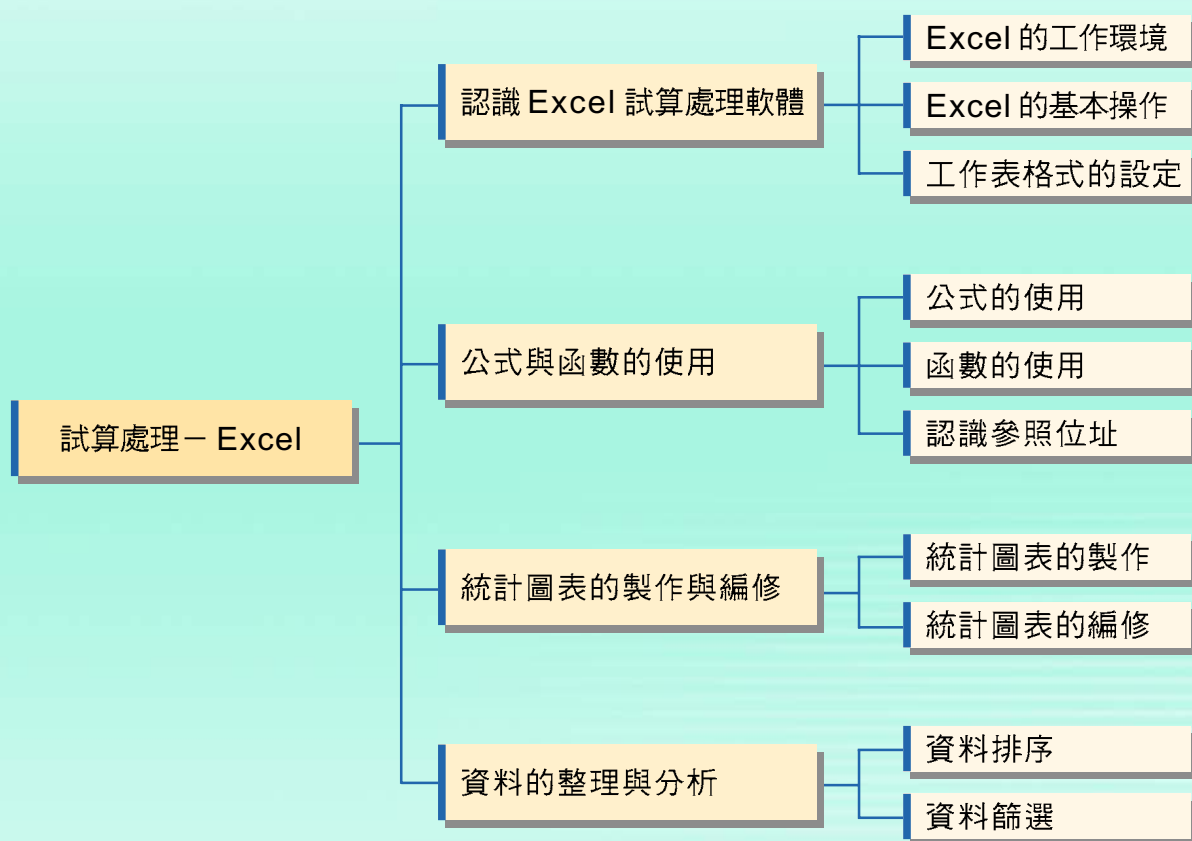 試算處理－Excel
認識 Excel 試算處理軟體
Excel 的工作環境
Excel 的基本操作
工作表格式的設定
公式與函數的使用
公式的使用
函數的使用
認識參照位址
統計圖表的製作與編修
統計圖表的製作
統計圖表的編修
資料的整理與分析
資料排序
資料篩選